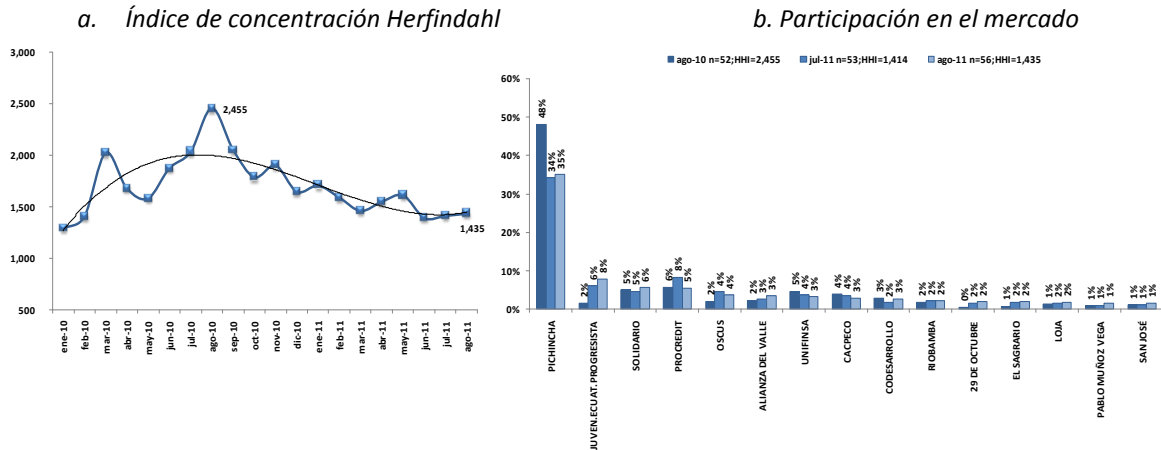 a. Índice de concentración Herfindahl
3,000
2,500
2,000
1,500
1,000
500
2,455
1,435
ene-10
feb-10
mar-10
abr-10
may-10
jun-10
jul-10
ago-10
sep-10
oct-10
nov-10
dic-10
ene-11
feb-11
mar-11
abr-11
may-11
jun-11
jul-11
ago-11
b. Participación en el mercado
ago-10 n=52;HHI=2,455 jul-11 n=53;HHI=1,414 ago-11 n=56;HHI=1,435
60%
50%
40%
30%
20%
10%
0%
48% 34% 35%
2% 6% 8%
5% 5% 6%
6% 8% 5%
2% 4% 4%
2% 3% 3%
5% 4% 3%
4% 4% 3%
3% 2% 3%
2% 2% 2%
0% 2% 2%
1% 2% 2%
1% 2% 2%
1% 1% 1%
1% 1% 1%
PICHINCHA
JUVEN.ECUAT.PROGRESISTA
SOLIDARIO
PROCREDIT
OSCUS
ALIANZA DEL VALLE
UNIFINSA
CACPECO
CODESARROLLO
RIOBAMBA
29 DE OCTUBRE
EL SAGRARIO
LOJA
PABLO MUÑOZ VEGA
SAN JOSÉ